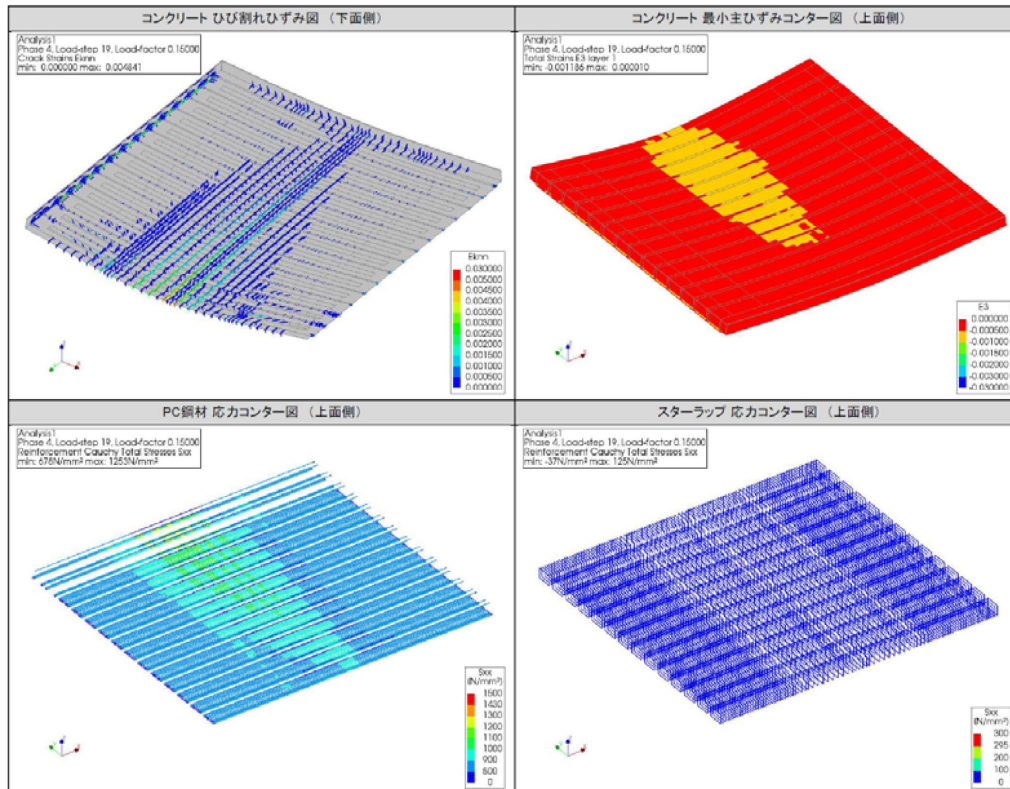 コンクリート ひび割れひずみ図 （下面側）
Analysis1
Phase 4, Load-step 19, Load-factor 0.15000
Crack Strains Eknn
min: 0.000000 max: 0.004841
Eknn
0.030000
0.005000
0.004500
0.004000
0.003500
0.003000
0.002500
0.002000
0.001500
0.001000
0.000500
0.000000
コンクリート 最小主ひずみコンター図 （上面側）
Analysis1
Phase 4, Load-step 19, Load-factor 0.15000
Total Strains E3 layer 1
min: -0.001186 max: 0.000010
E3
0.000000
-0.000500
-0.001000
-0.001500
-0.002000
-0.003000
-0.030000
PC鋼材 応力コンター図 （上面側）
Analysis1
Phase 4, Load-step 19, Load-factor 0.15000
Reinforcement Cauchy Total Stresses Sxx
min: 678N/mm² max: 1253N/mm²
Sxx
(N/mm²)
1500
1430
1300
1200
1100
1000
900
600
0
スターラップ 応力コンター図 （上面側）
Analysis1
Phase 4, Load-step 19, Load-factor 0.15000
Reinforcement Cauchy Total Stresses Sxx
min: -37N/mm² max: 125N/mm²
Sxx
(N/mm²)
300
295
200
100
0